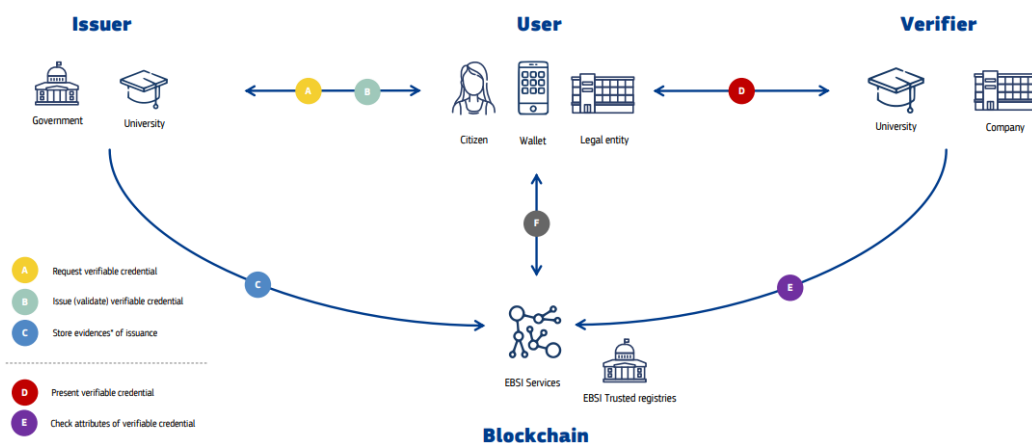 Issuer
User
Verifier
A
B
D
Government
University
Citizen
Wallet
Legal entity
University
Company
F
C
E
A Request verifiable credential
B Issue (validate) verifiable credential
C Store evidences* of issuance
D Present verifiable credential
E Check attributes of verifiable credential
EBSI Services
EBSI Trusted registries
Blockchain